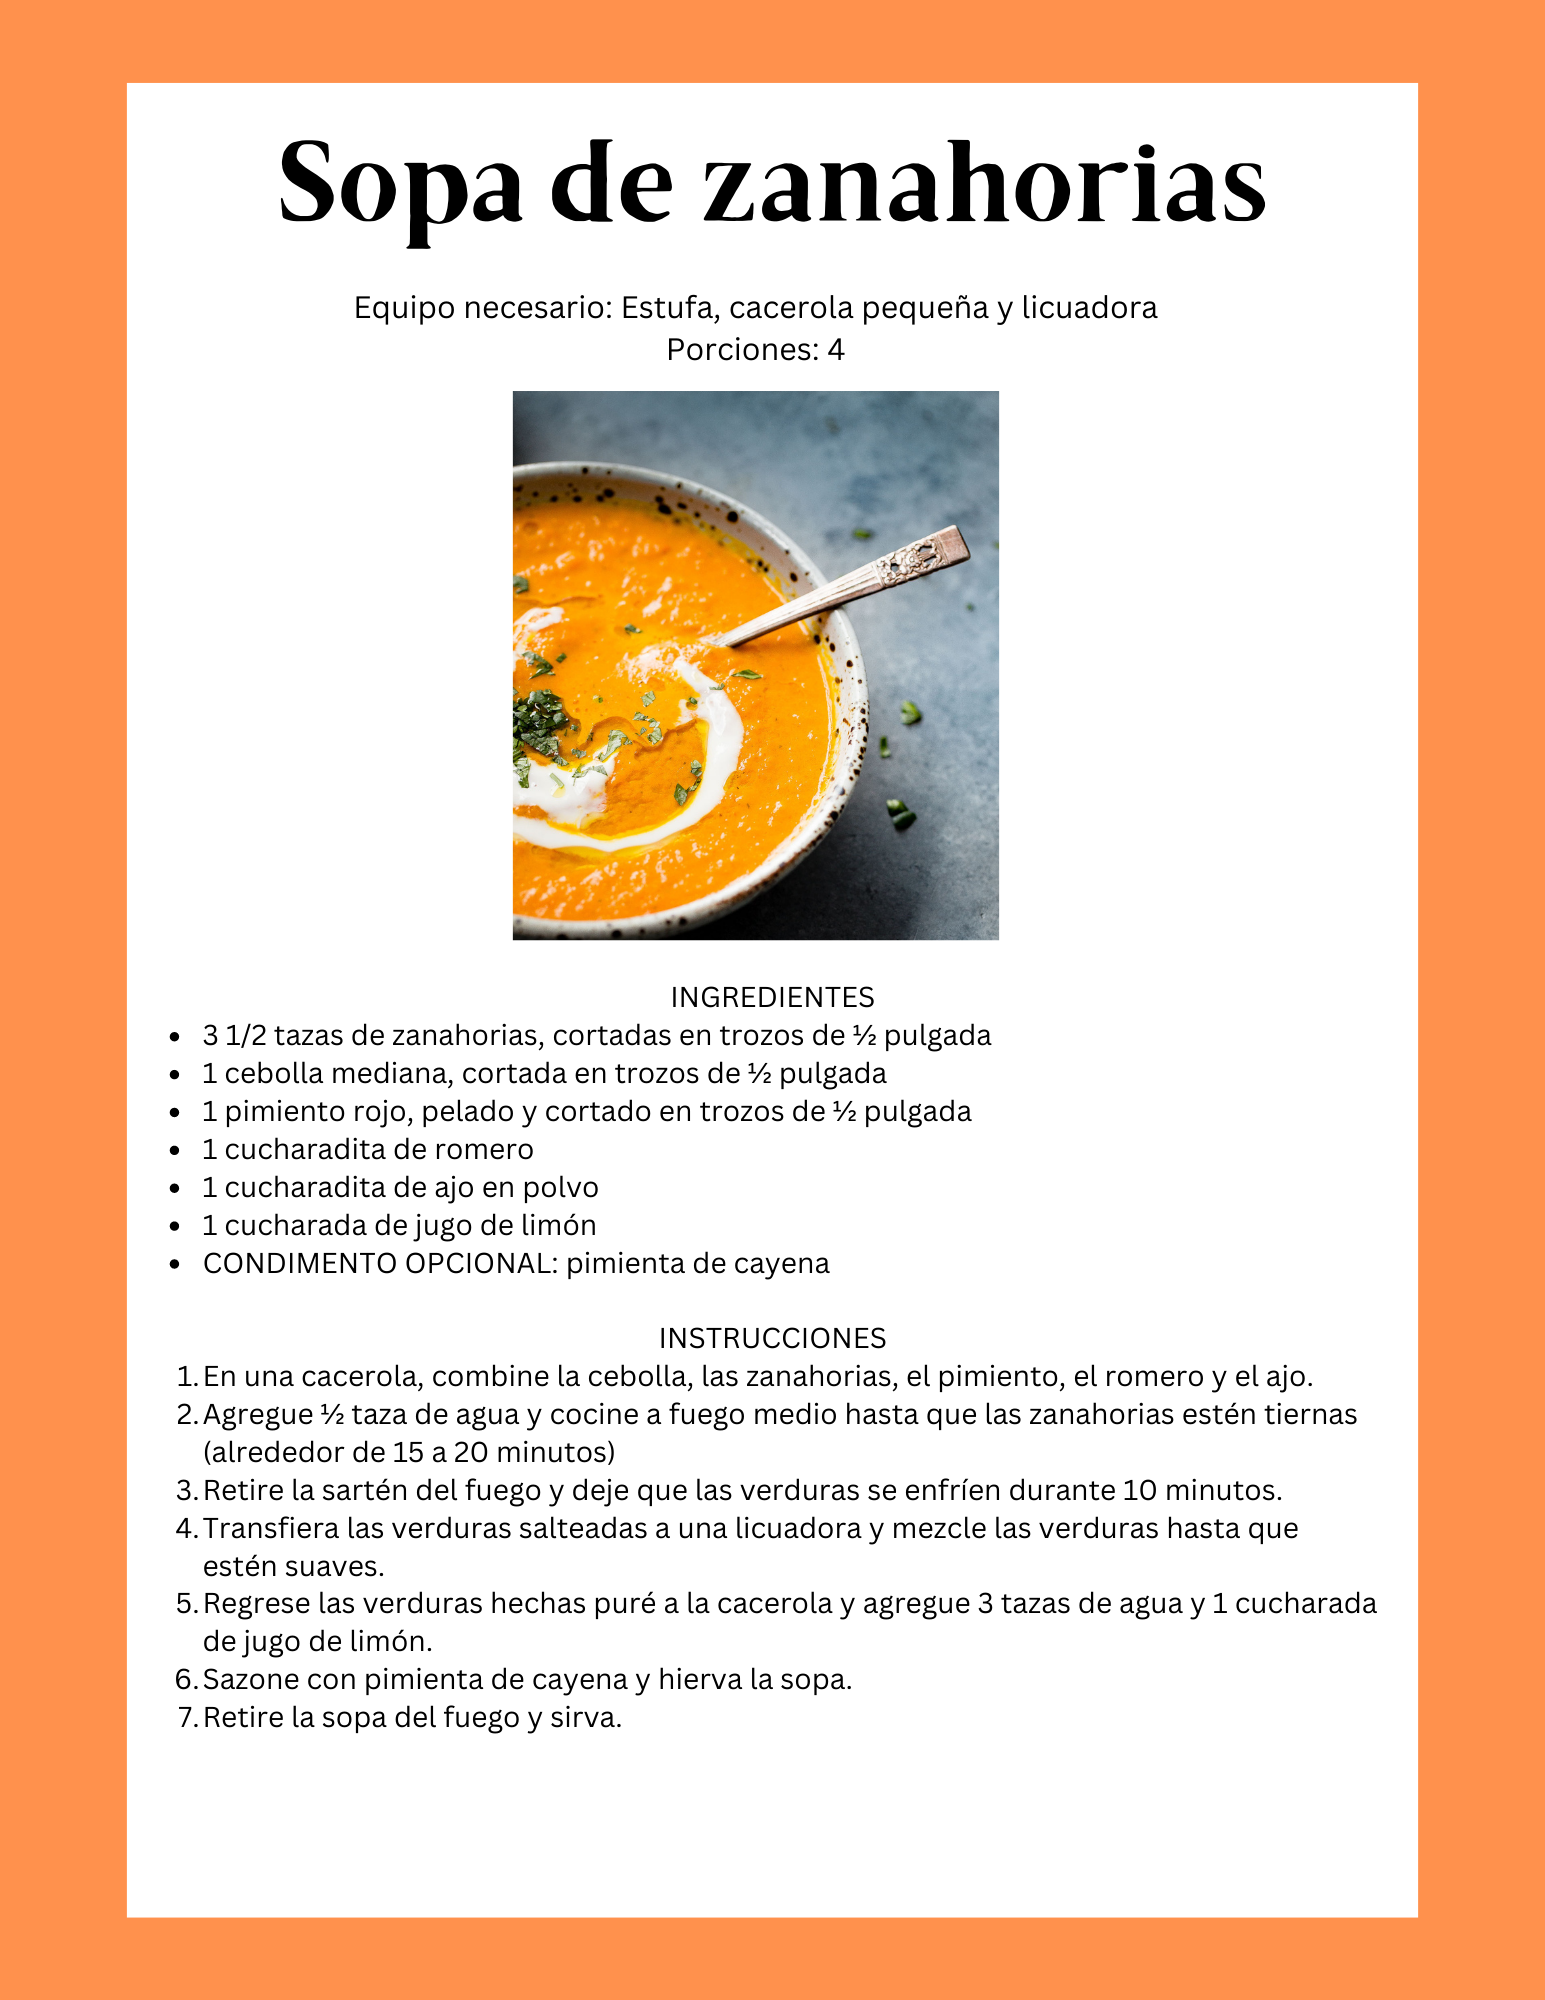 Sopa de zanahorias
Equipo necesario: Estufa, cacerola pequeña y licuadora
Porciones: 4
INGREDIENTES
• 3 1/2 tazas de zanahorias, cortadas en trozos de ½ pulgada
• 1 cebolla mediana, cortada en trozos de ½ pulgada
• 1 pimiento rojo, pelado y cortado en trozos de ½ pulgada
• 1 cucharadita de romero
• 1 cucharadita de ajo en polvo
• 1 cucharada de jugo de limón
• CONDIMENTO OPCIONAL: pimienta de cayena
INSTRUCCIONES
1. En una cacerola, combine la cebolla, las zanahorias, el pimiento, el romero y el ajo.
2. Agregue ½ taza de agua y cocine a fuego medio hasta que las zanahorias estén tiernas
(alrededor de 15 a 20 minutos)
3. Retire la sartén del fuego y deje que las verduras se enfríen durante 10 minutos.
4. Transfiera las verduras salteadas a una licuadora y mezcle las verduras hasta que
estén suaves.
5. Regrese las verduras hechas puré a la cacerola y agregue 3 tazas de agua y 1 cucharada
de jugo de limón.
6. Sazone con pimienta de cayena y hierva la sopa.
7. Retire la sopa del fuego y sirva.